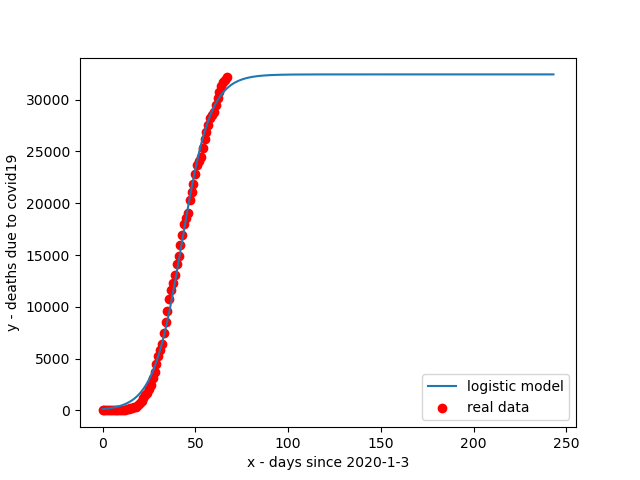 30000
25000
20000
15000
10000
5000
0
y - deaths due to covid19
logistic model
real data
0 50 100 150 200 250
x - days since 2020-1-3